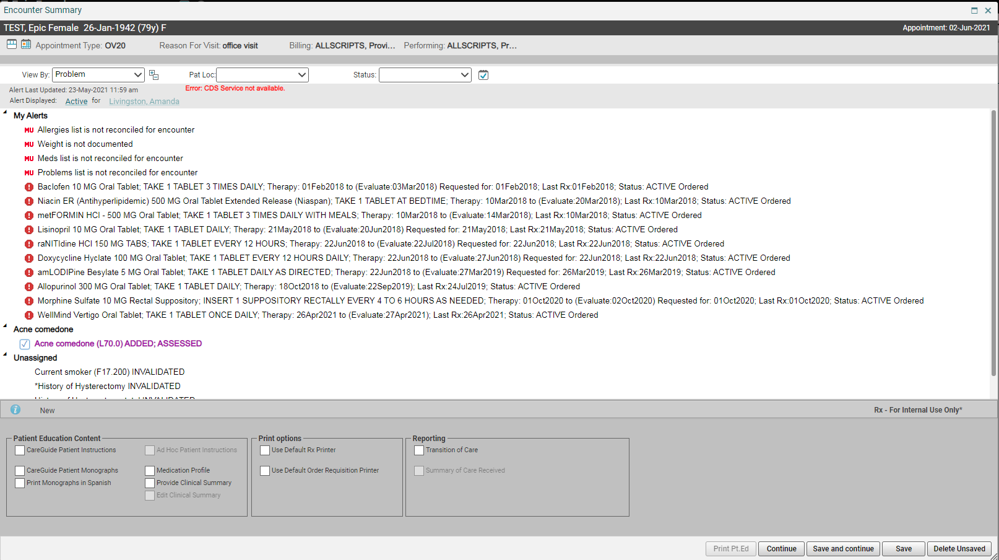 Encounter Summary
TEST, Epic Female 26-Jan-1942 (79y) F
Appointment: 02-Jun-2021
Appointment Type: OV20 Reason For Visit: office visit Billing: ALLSCRIPTS, Provi... Performing: ALLSCRIPTS, Pr...
View By: Problem Pat Loc: Status:
Alert Last Updated: 23-May-2021 11:59 am
Error: CDS Service not available.
Alert Displayed: Active for Livingston, Amanda
My Alerts
MU Allergies list is not reconciled for encounter
MU Weight is not documented
MU Meds list is not reconciled for encounter
MU Problems list is not reconciled for encounter
Baclofen 10 MG Oral Tablet; TAKE 1 TABLET 3 TIMES DAILY; Therapy: 01Feb2018 to (Evaluate:03Mar2018) Requested for: 01Feb2018; Last Rx:01Feb2018; Status: ACTIVE Ordered
Niacin ER (Antihyperlipidemic) 500 MG Oral Tablet Extended Release (Niaspan); TAKE 1 TABLET AT BEDTIME; Therapy: 10Mar2018 to (Evaluate:20Mar2018); Last Rx:10Mar2018; Status: ACTIVE Ordered
metFORMIN HCl - 500 MG Oral Tablet; TAKE 1 TABLET 3 TIMES DAILY WITH MEALS; Therapy: 10Mar2018 to (Evaluate:14Mar2018); Last Rx:10Mar2018; Status: ACTIVE Ordered
Lisinopril 10 MG Oral Tablet; TAKE 1 TABLET DAILY; Therapy: 21May2018 to (Evaluate:20Jun2018) Requested for: 21May2018; Last Rx:21May2018; Status: ACTIVE Ordered
raNITIdine HCl 150 MG TABS; TAKE 1 TABLET EVERY 12 HOURS; Therapy: 22Jun2018 to (Evaluate:22Jul2018) Requested for: 22Jun2018; Last Rx:22Jun2018; Status: ACTIVE Ordered
Doxycycline Hyclate 100 MG Oral Tablet; TAKE 1 TABLET EVERY 12 HOURS DAILY; Therapy: 22Jun2018 to (Evaluate:27Jun2018) Requested for: 22Jun2018; Last Rx:22Jun2018; Status: ACTIVE Ordered
amLODIPine Besylate 5 MG Oral Tablet; TAKE 1 TABLET DAILY AS DIRECTED; Therapy: 22Jun2018 to (Evaluate:27Mar2019) Requested for: 26Mar2019; Last Rx:26Mar2019; Status: ACTIVE Ordered
Allopurinol 300 MG Oral Tablet; TAKE 1 TABLET DAILY; Therapy: 18Oct2018 to (Evaluate:22Sep2019); Last Rx:24Jul2019; Status: ACTIVE Ordered
Morphine Sulfate 10 MG Rectal Suppository; INSERT 1 SUPPOSITORY RECTALLY EVERY 4 TO 6 HOURS AS NEEDED; Therapy: 01Oct2020 to (Evaluate:02Oct2020) Requested for: 01Oct2020; Last Rx:01Oct2020; Status: ACTIVE Ordered
WellMind Vertigo Oral Tablet; TAKE 1 TABLET ONCE DAILY; Therapy: 26Apr2021 to (Evaluate:27Apr2021); Last Rx:26Apr2021; Status: ACTIVE Ordered
Acne comedone
Acne comedone (L70.0) ADDED; ASSESSED
Unassigned
Current smoker (F17.200) INVALIDATED
*History of Hysterectomy INVALIDATED
New
Rx - For Internal Use Only*
Patient Education Content
CareGuide Patient Instructions
Ad Hoc Patient Instructions
CareGuide Patient Monographs
Medication Profile
Print Monographs in Spanish
Provide Clinical Summary
Edit Clinical Summary
Print options
Use Default Rx Printer
Use Default Order Requisition Printer
Reporting
Transition of Care
Summary of Care Received
Print Pt.Ed Continue Save and continue Save Delete Unsaved